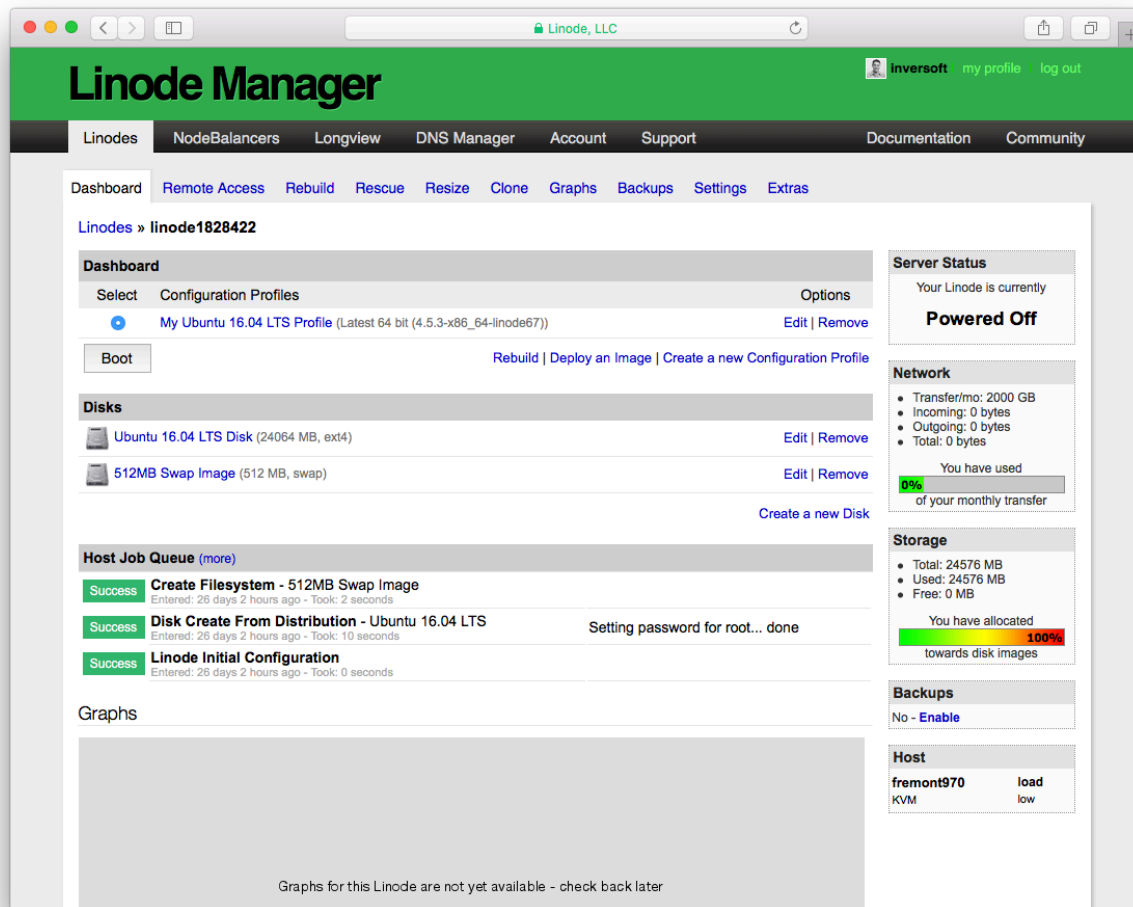 Linode, LLC
Linode Manager
inversoft my profile log out
Linodes NodeBalancers Longview DNS Manager Account Support Documentation Community
Dashboard Remote Access Rebuild Rescue Resize Clone Graphs Backups Settings Extras
Linodes » linode1828422
Dashboard
Select Configuration Profiles Options
My Ubuntu 16.04 LTS Profile (Latest 64 bit (4.5.3-x86_64-linode67)) Edit | Remove
Boot Rebuild | Deploy an Image | Create a new Configuration Profile
Disks
Ubuntu 16.04 LTS Disk (24064 MB, ext4) Edit | Remove
512MB Swap Image (512 MB, swap) Edit | Remove
Create a new Disk
Host Job Queue (more)
Success Create Filesystem - 512MB Swap Image
Entered: 26 days 2 hours ago - Took: 2 seconds
Success Disk Create From Distribution - Ubuntu 16.04 LTS Setting password for root... done
Entered: 26 days 2 hours ago - Took: 10 seconds
Success Linode Initial Configuration
Entered: 26 days 2 hours ago - Took: 0 seconds
Graphs
Graphs for this Linode are not yet available - check back later
Server Status
Your Linode is currently
Powered Off
Network
Transfer/mo: 2000 GB
Incoming: 0 bytes
Outgoing: 0 bytes
Total: 0 bytes
You have used
0%
of your monthly transfer
Storage
Total: 24576 MB
Used: 24576 MB
Free: 0 MB
You have allocated
100%
towards disk images
Backups
No - Enable
Host
fremont970 load
KVM low